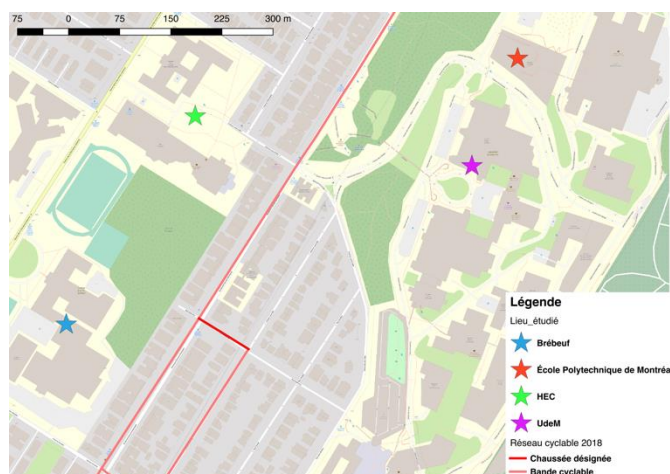 75 0 75 150 225 300 m
Légende
Lieu_étudié
Brébeuf
École Polytechnique de Montréa
HEC
UdeM
Réseau cyclable 2018
Chaussée désignée
Bande cyclable